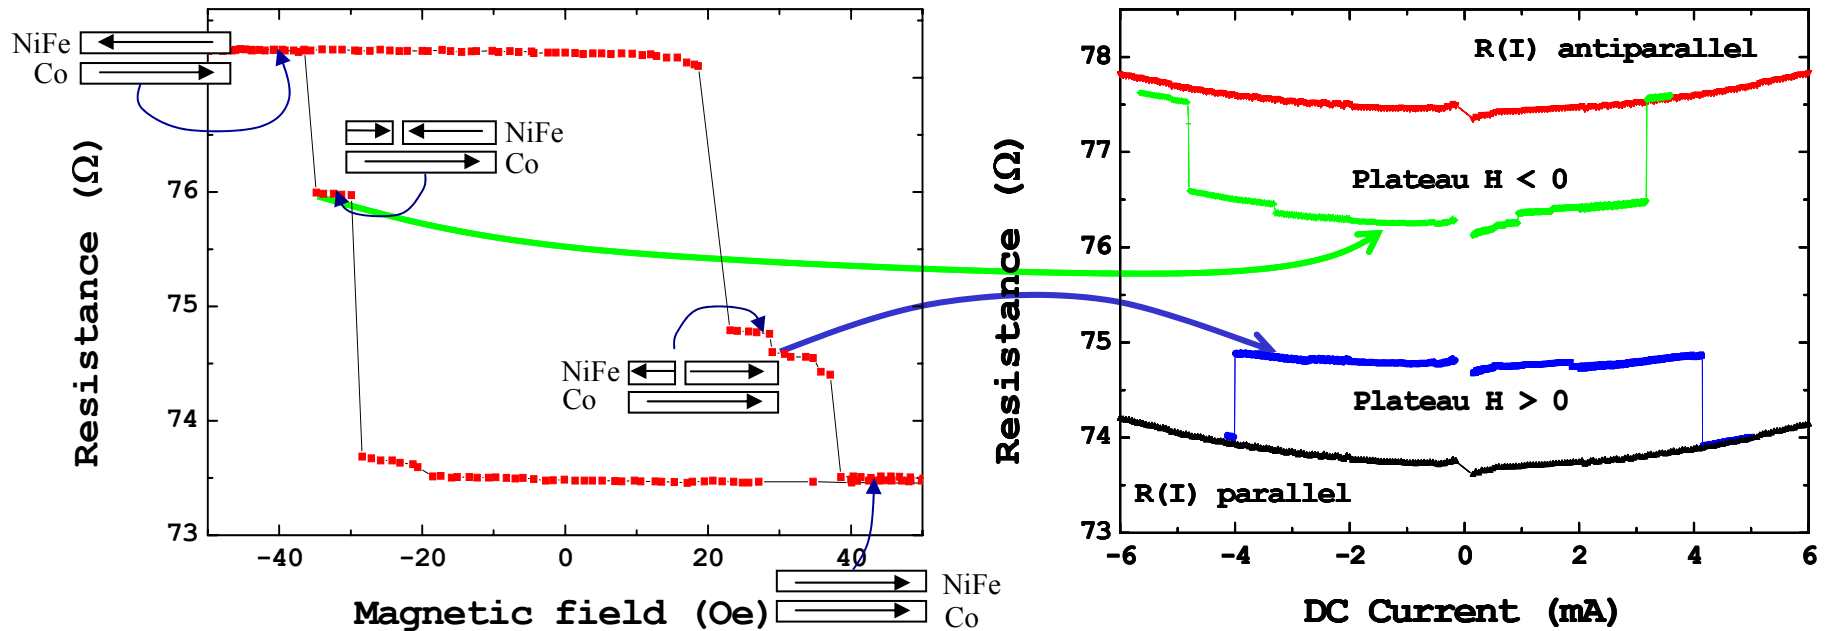 NiFe
Co
NiFe
Co
NiFe
Co
NiFe
Co
Resistance (Ω)
76
75
74
73
-40
-20
0
20
40
Magnetic field (Oe)
R(I) antiparallel
Plateau H < 0
Plateau H > 0
R(I) parallel
Resistance (Ω)
78
77
76
75
74
73
-6
-4
-2
0
2
4
6
DC Current (mA)